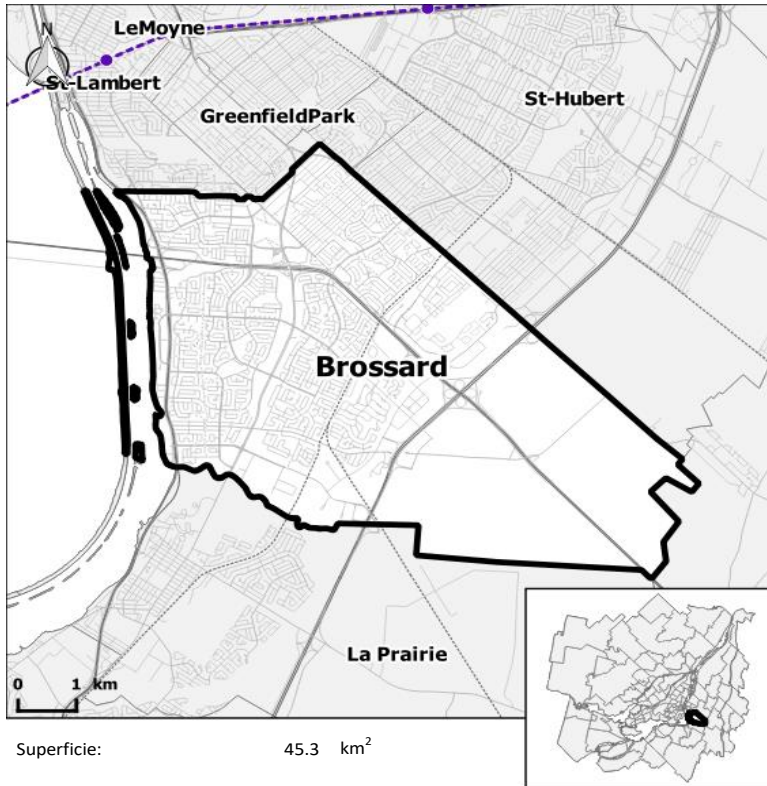 LeMoyne
N
St-Lambert
St-Hubert
GreenfieldPark
Brossard
La Prairie
0 1 km
Superficie: 45.3 km²